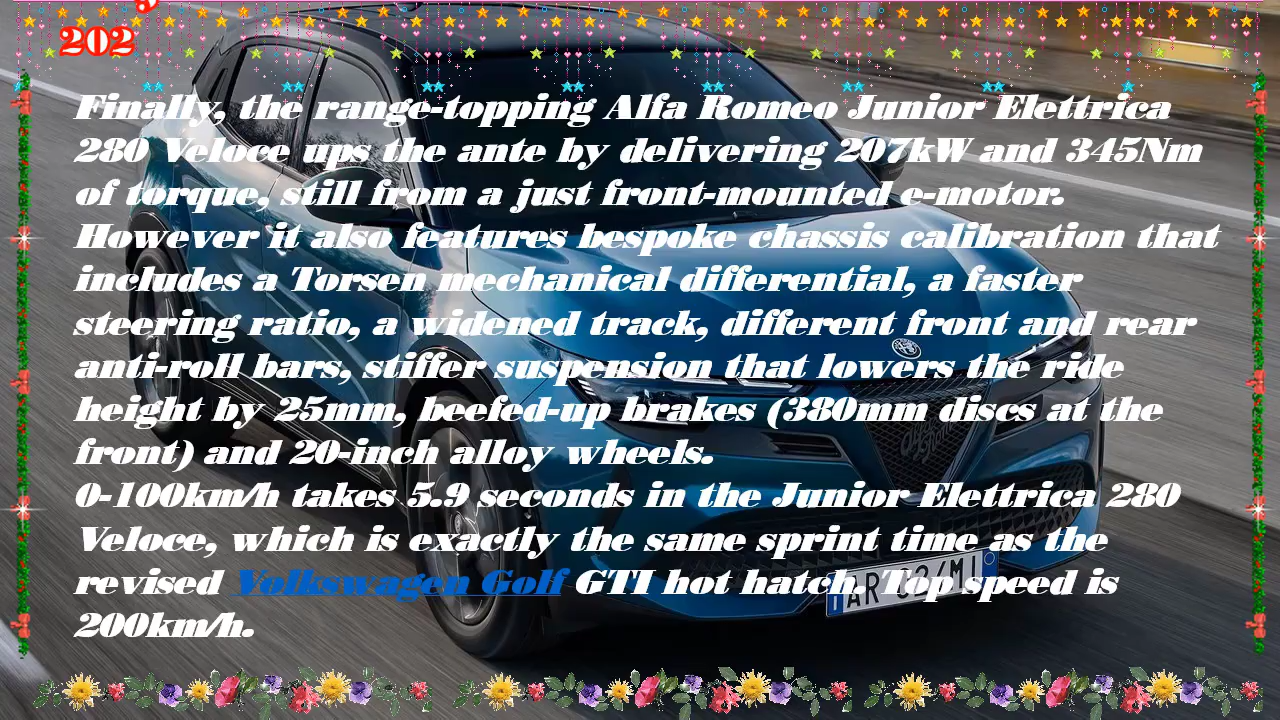 202
Finally, the range-topping Alfa Romeo Junior Elettrica
280 Veloce ups the ante by delivering 207kW and 345Nm
of torque, still from a just front-mounted e-motor.
However it also features bespoke chassis calibration that
includes a Torsen mechanical differential, a faster
steering ratio, a widened track, different front and rear
anti-roll bars, stiffer suspension that lowers the ride
height by 25mm, beefed-up brakes (380mm discs at the
front) and 20-inch alloy wheels.
0-100km/h takes 5.9 seconds in the Junior Elettrica 280
Veloce, which is exactly the same sprint time as the
revised Volkswagen Golf GTI hot hatch. Top speed is
200km/h.